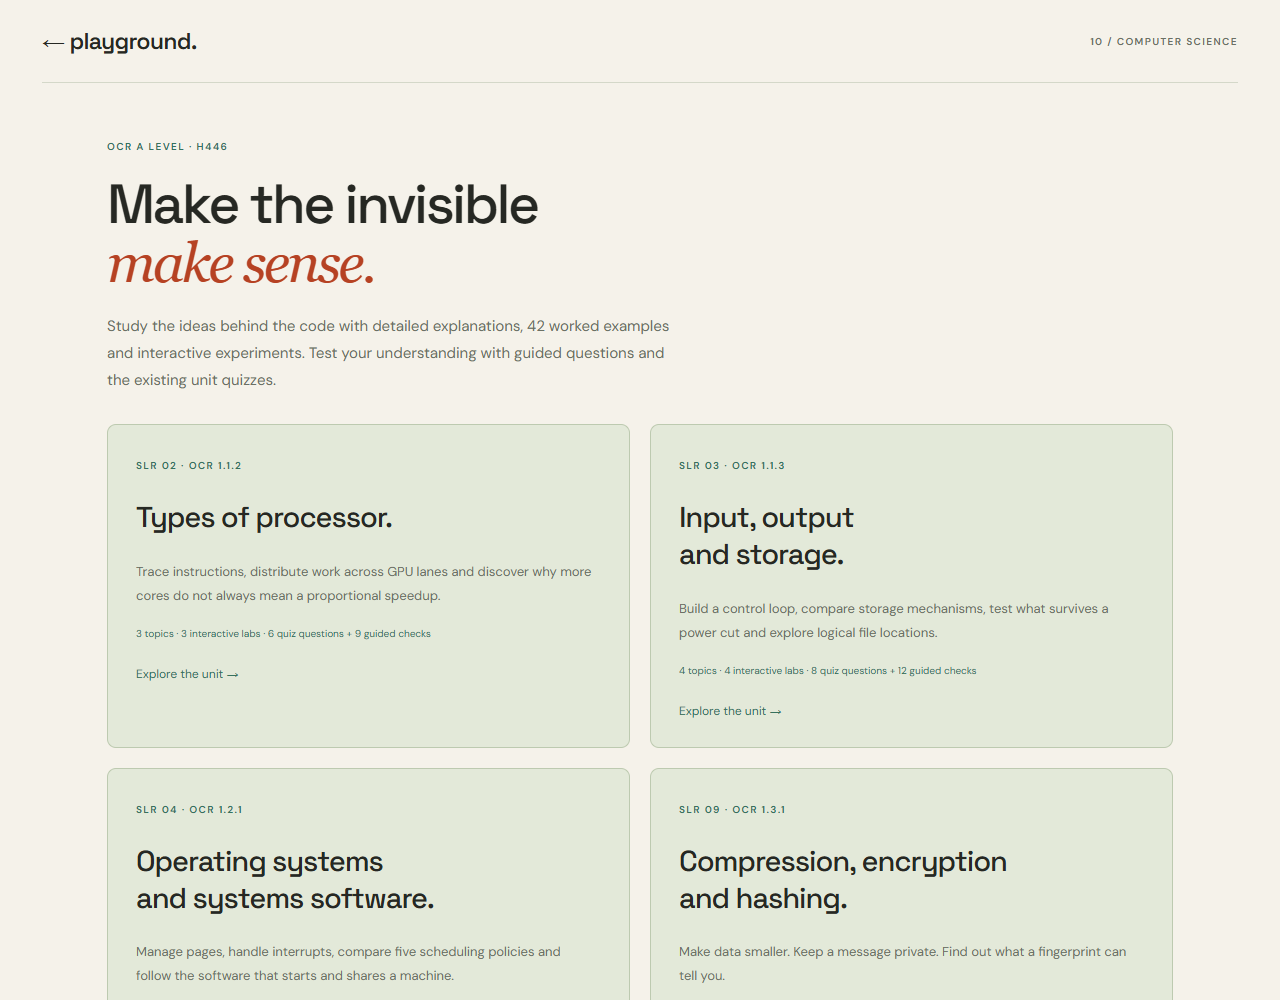 ← playground.
10 / COMPUTER SCIENCE
OCR A LEVEL · H446
Make the invisible
make sense.
Study the ideas behind the code with detailed explanations, 42 worked examples
and interactive experiments. Test your understanding with guided questions and
the existing unit quizzes.
SLR 02 · OCR 1.1.2
Types of processor.
Trace instructions, distribute work across GPU lanes and discover why more
cores do not always mean a proportional speedup.
3 topics · 3 interactive labs · 6 quiz questions + 9 guided checks
Explore the unit →
SLR 03 · OCR 1.1.3
Input, output
and storage.
Build a control loop, compare storage mechanisms, test what survives a
power cut and explore logical file locations.
4 topics · 4 interactive labs · 8 quiz questions + 12 guided checks
Explore the unit →
SLR 04 · OCR 1.2.1
Operating systems
and systems software.
Manage pages, handle interrupts, compare five scheduling policies and
follow the software that starts and shares a machine.
SLR 09 · OCR 1.3.1
Compression, encryption
and hashing.
Make data smaller. Keep a message private. Find out what a fingerprint can
tell you.